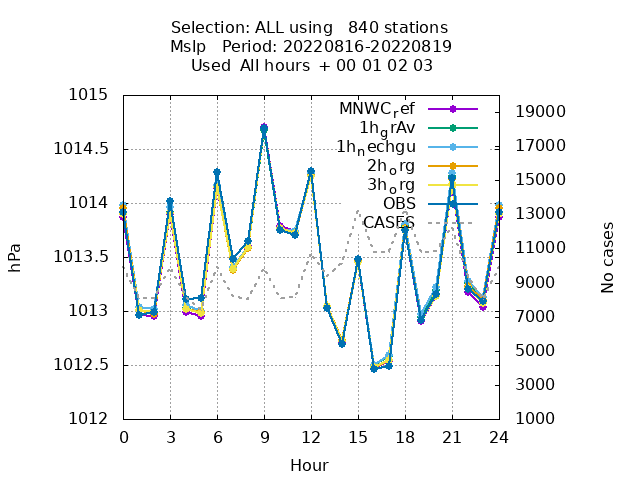 Selection: ALL using   840 stations
Mslp   Period: 20220816-20220819
Used  All hours  + 00 01 02 03
1015
1014.5
1014
1013.5
1013
1012.5
1012
hPa
19000
17000
15000
13000
11000
9000
7000
5000
3000
1000
No cases
MNWC_ref
1h_grAv
1h_nechgu
2h_org
3h_org
OBS
CASES
0 3 6 9 12 15 18 21 24
Hour